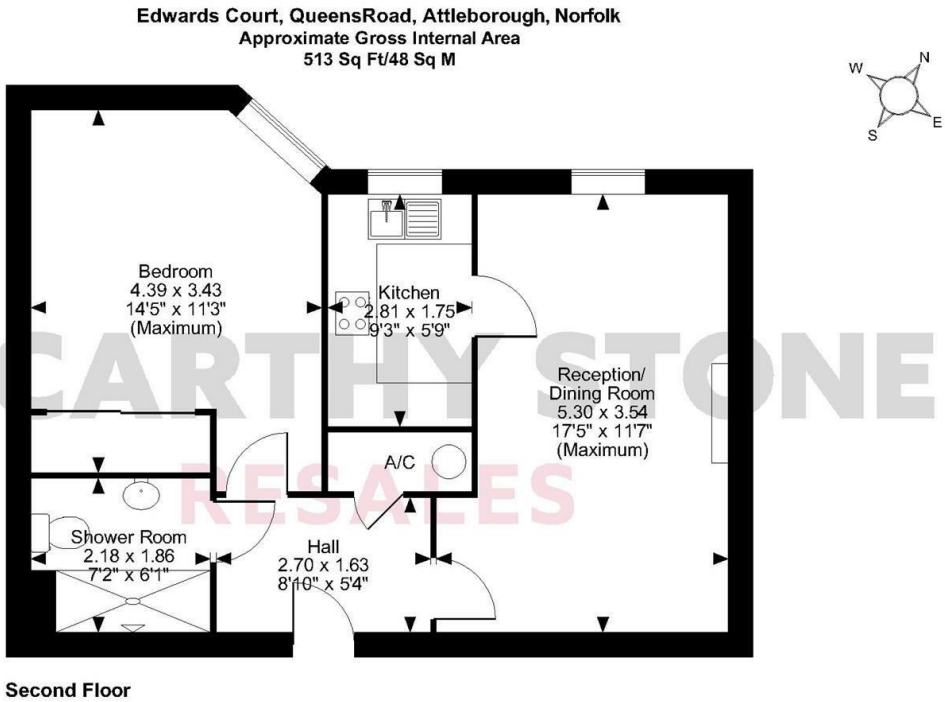 Edwards Court, QueensRoad, Attleborough, Norfolk
Approximate Gross Internal Area
513 Sq Ft/48 Sq M
N
W
E
S
Bedroom
4.39 x 3.43
14'5" x 11'3"
(Maximum)
Kitchen
2.81 x 1.75
9'3" x 5'9"
CARTHY STONE
RESALES
Reception/
Dining Room
5.30 x 3.54
17'5" x 11'7"
(Maximum)
A/C
Shower Room
2.18 x 1.86
7'2" x 6'1"
Hall
2.70 x 1.63
8'10" x 5'4"
Second Floor